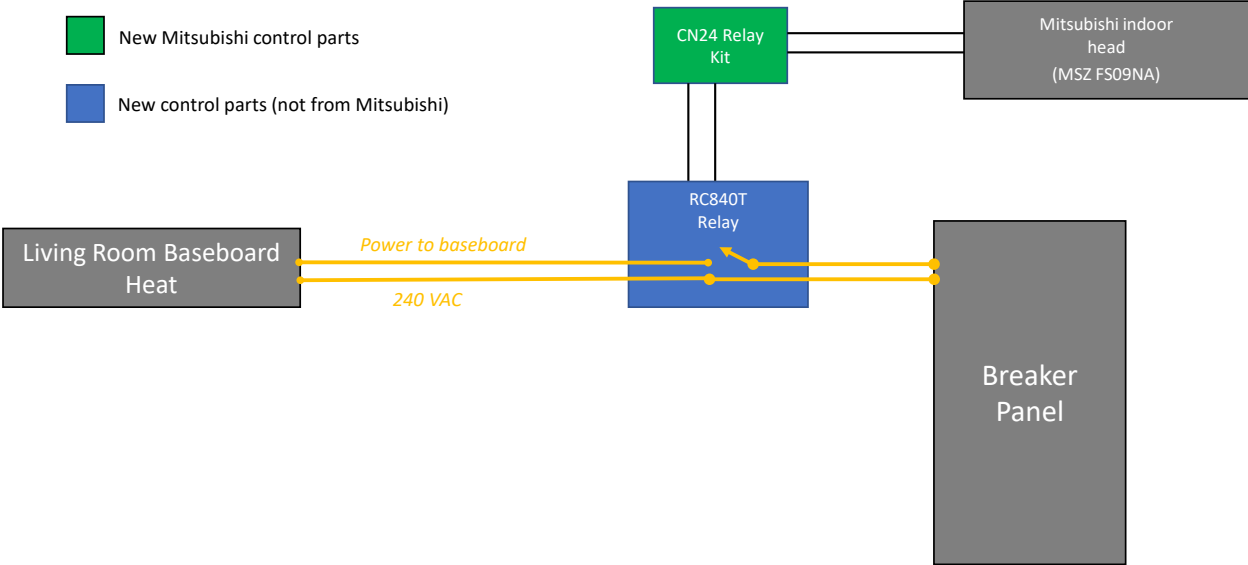 New Mitsubishi control parts
New control parts (not from Mitsubishi)
CN24 Relay
Kit
Mitsubishi indoor
head
(MSZ FS09NA)
RC840T
Relay
Living Room Baseboard
Heat
Power to baseboard
240 VAC
Breaker
Panel